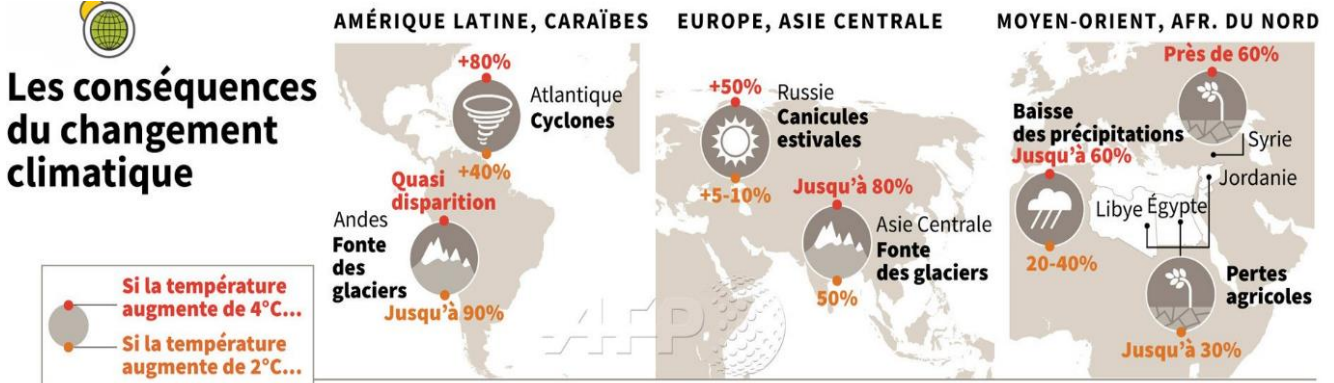 Les conséquences
du changement
climatique
Si la température
augmente de 4°C...
Si la température
augmente de 2°C...
AMÉRIQUE LATINE, CARAÏBES
+80%
Atlantique
Cyclones
+40%
Quasi
disparition
Andes
Fonte
des
glaciers
Jusqu'à 90%
EUROPE, ASIE CENTRALE
+50%
Russie
Canicules
estivales
+5-10%
Jusqu'à 80%
Asie Centrale
Fonte
des glaciers
50%
AFP
MOYEN-ORIENT, AFR. DU NORD
Près de 60%
Baisse
des précipitations
Jusqu'à 60%
Syrie
Jordanie
Libye Égypte
20-40%
Pertes
agricoles
Jusqu'à 30%